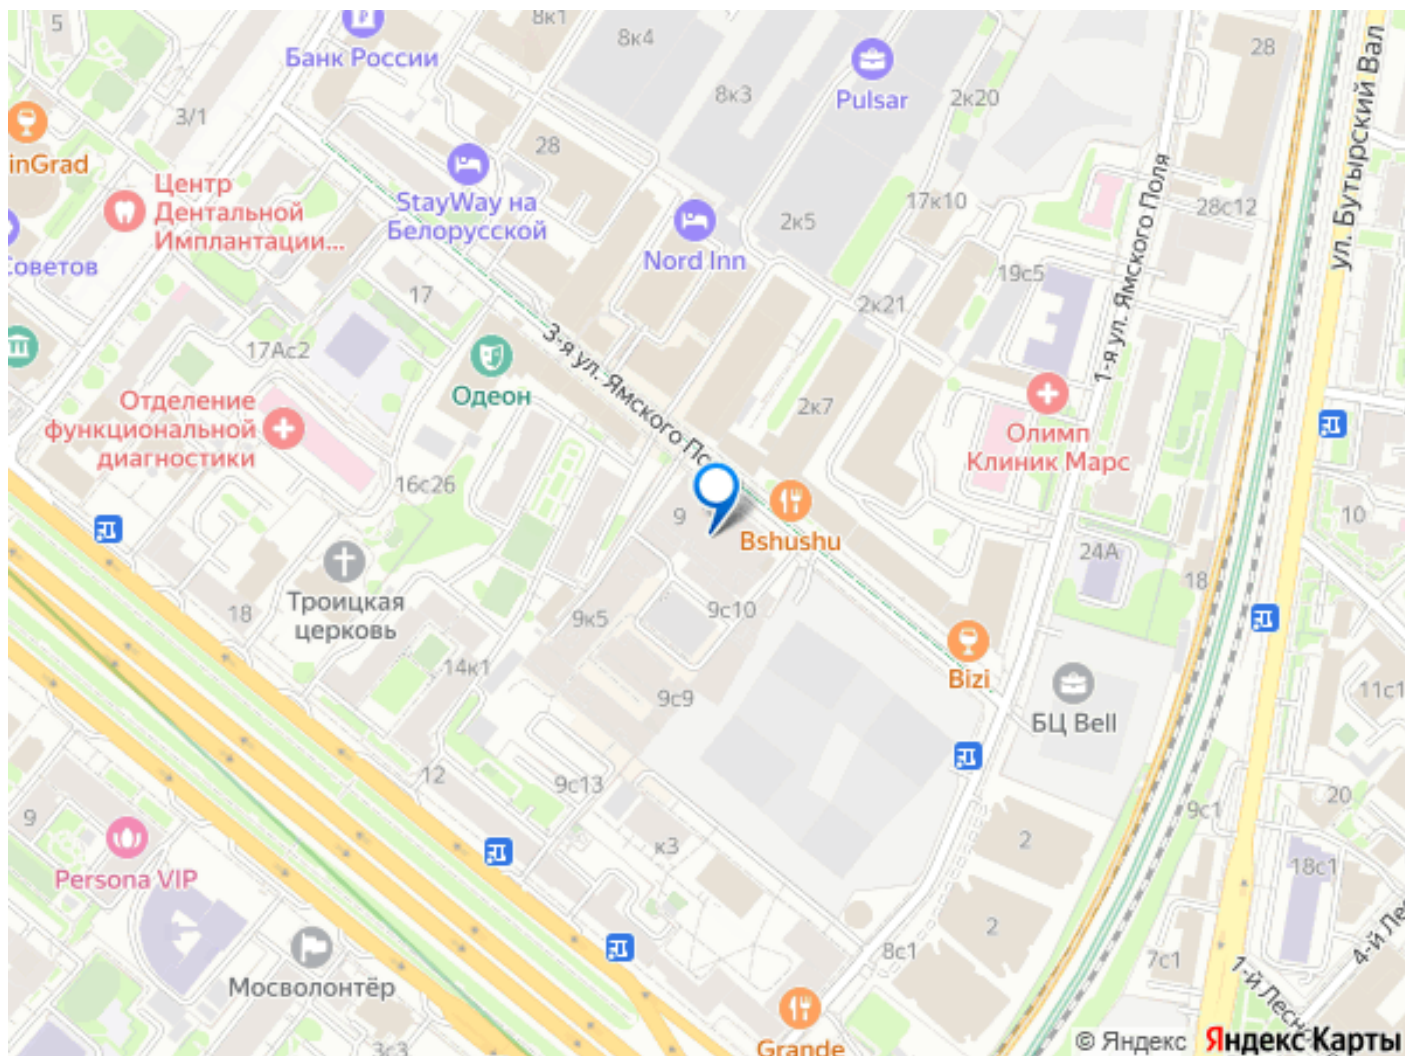 5
8к1
Банк России
8к4
28
8к3
Pulsar
2к20
3/1
inGrad
28
ул. Бутырский Вал
Центр
Дентальной
Имплантации...
StayWay на
Белорусской
17к10
28с12
2к5
Nord Inn
Советов
19с5
1-я ул. Ямского Поля
17
2к21
3-я ул. Ямского По
17Ас2
Одеон
Отделение
функциональной
диагностики
2к7
Олимп
Клиник Марс
16с26
9
Bshushu
10
24А
18
Троицкая
церковь
18
9к5
9с10
14к1
Bizi
9с9
БЦ Bell
11с1
12
9с13
9
20
9с1
к3
2
18с1
Persona VIP
2
8с1
7с1
4-й Ле
1-й Лесн
Мосволонтёр
3с3
Grande
© Яндекс Яндекс Карты